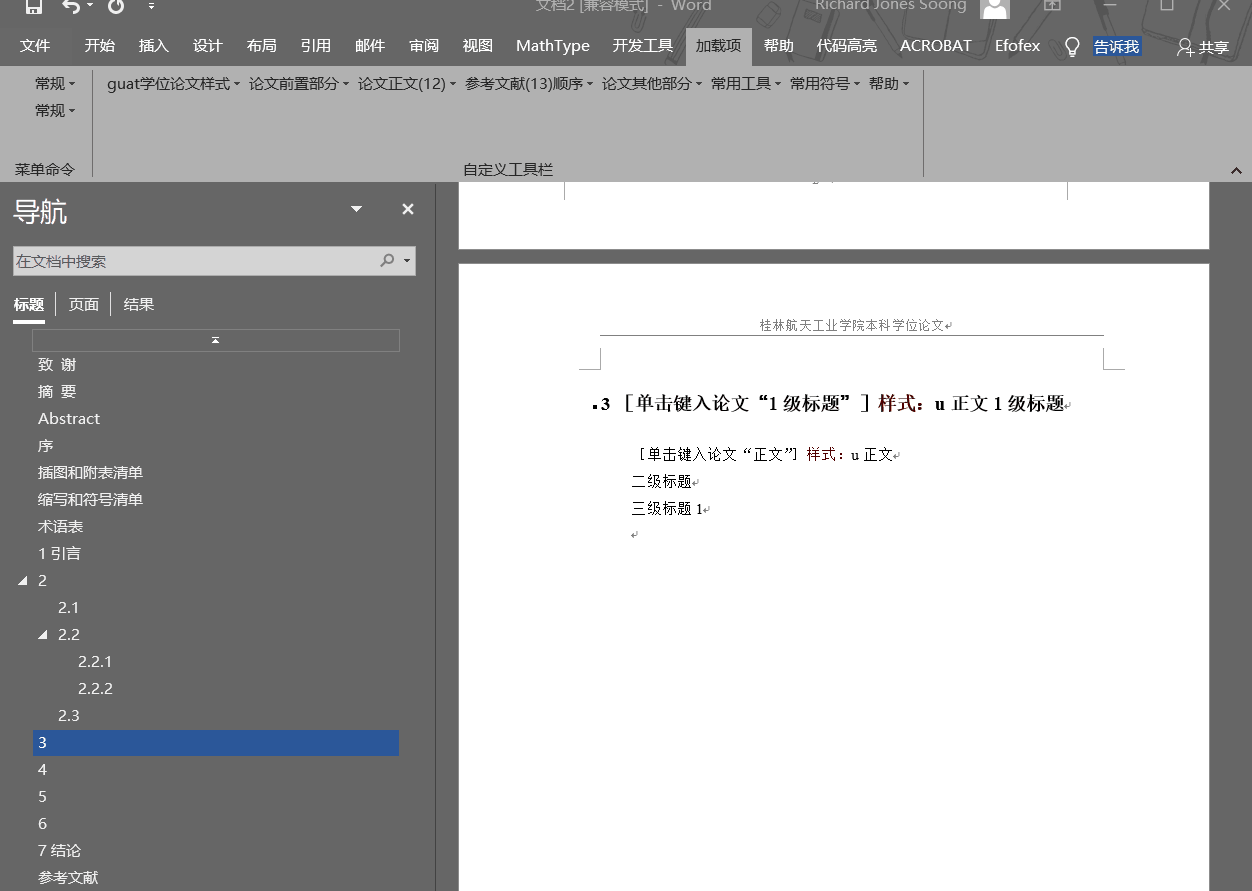 文档2 [兼容模式] - Word
Richard Jones Soong
文件 开始 插入 设计 布局 引用 邮件 审阅 视图 MathType 开发工具 加载项 帮助 代码高亮 ACROBAT Efofex 告诉我 共享
常规 guat学位论文样式 论文前置部分 论文正文(12) 参考文献(13)顺序 论文其他部分 常用工具 常用符号 帮助
常规
菜单命令 自定义工具栏
导航
在文档中搜索
标题 页面 结果
致 谢
摘 要
Abstract
序
插图和附表清单
缩写和符号清单
术语表
1 引言
2
2.1
2.2
2.2.1
2.2.2
2.3
3
4
5
6
7 结论
参考文献
桂林航天工业学院本科学位论文
3 ［单击键入论文“1 级标题”］样式：u 正文 1 级标题
［单击键入论文“正文”］样式：u 正文
二级标题
三级标题 1